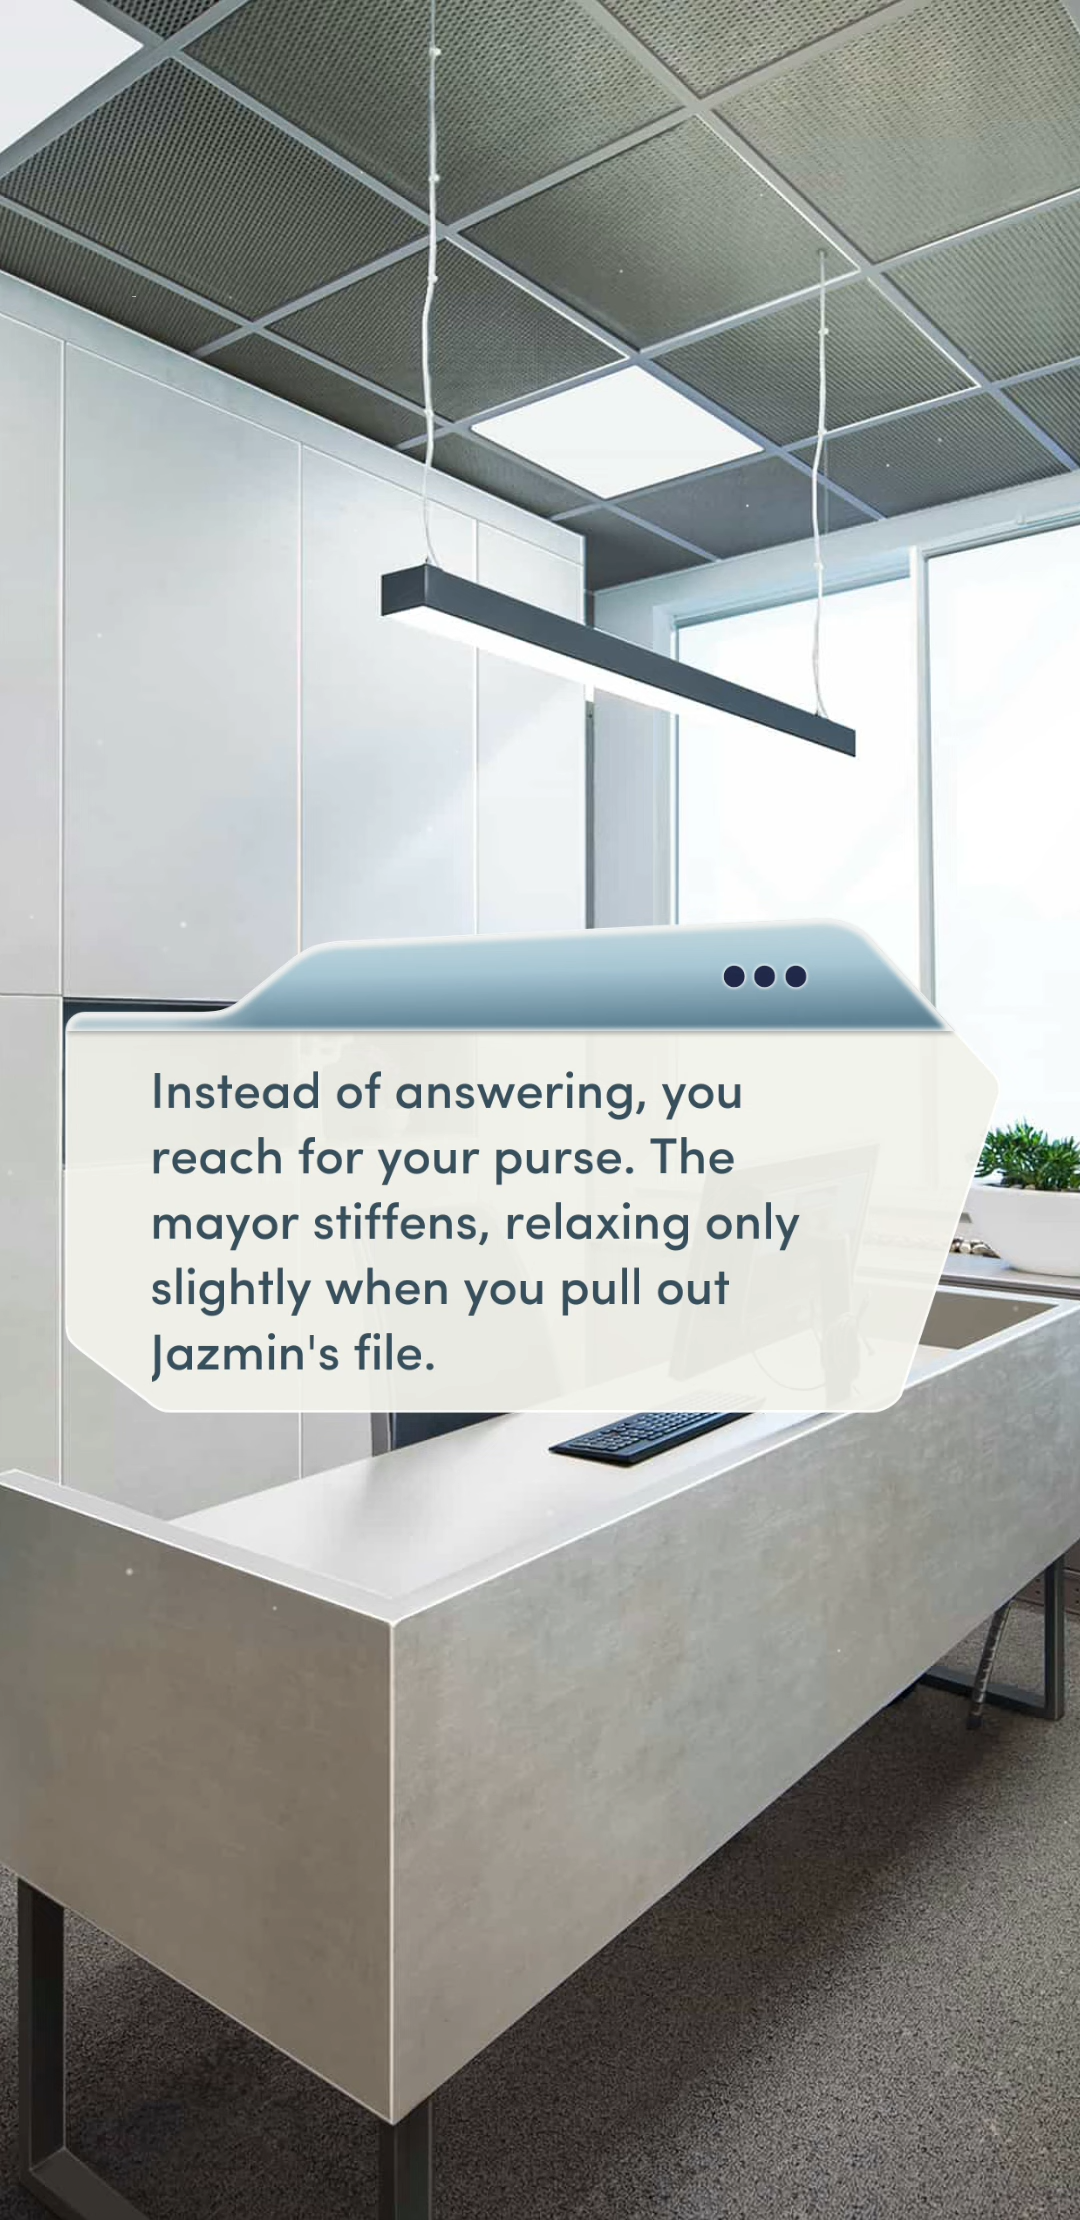 Instead of answering, you
reach for your purse. The
mayor stiffens, relaxing only
slightly when you pull out
Jazmin's file.